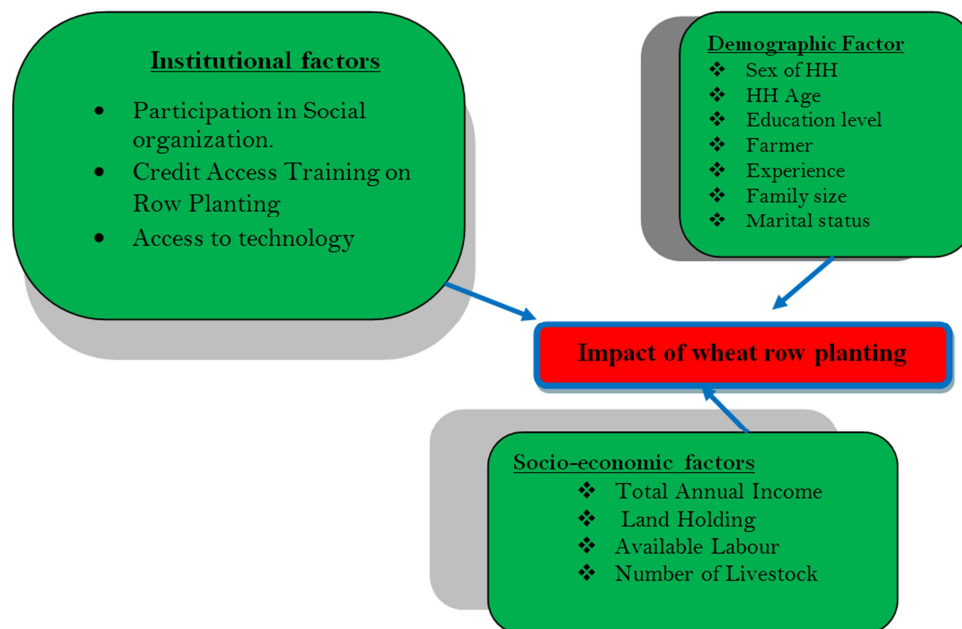 Institutional factors
• Participation in Social
organization.
• Credit Access Training on
Row Planting
• Access to technology
Demographic Factor
❖ Sex of HH
❖ HH Age
❖ Education level
❖ Farmer
❖ Experience
❖ Family size
❖ Marital status
Impact of wheat row planting
Socio-economic factors
❖ Total Annual Income
❖ Land Holding
❖ Available Labour
❖ Number of Livestock